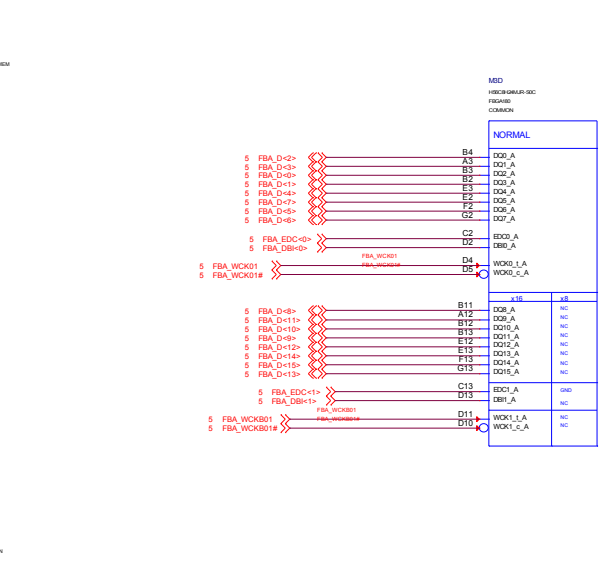 M3D
FBGA180
COMMON
NORMAL
5 FBA_D<2> B4 DQ0_A
5 FBA_D<3> A3 DQ1_A
5 FBA_D<0> B3 DQ2_A
5 FBA_D<1> B2 DQ3_A
5 FBA_D<4> E3 DQ4_A
5 FBA_D<7> E2 DQ5_A
5 FBA_D<5> F2 DQ6_A
5 FBA_D<6> G2 DQ7_A
5 FBA_EDC<0> C2 EDC0_A
5 FBA_DBI<0> D2 DBI0_A
FBA_WCK01
5 FBA_WCK01 D4 WCK0_t_A
FBA_WCK01#
5 FBA_WCK01# D5 WCK0_c_A
x16 x8
5 FBA_D<8> B11 DQ8_A NC
5 FBA_D<11> A12 DQ9_A NC
5 FBA_D<10> B12 DQ10_A NC
5 FBA_D<9> B13 DQ11_A NC
5 FBA_D<12> E12 DQ12_A NC
5 FBA_D<14> E13 DQ13_A NC
5 FBA_D<15> F13 DQ14_A NC
5 FBA_D<13> G13 DQ15_A NC
5 FBA_EDC<1> C13 EDC1_A GND
5 FBA_DBI<1> D13 DBI1_A NC
FBA_WCKB01
5 FBA_WCKB01 D11 WCK1_t_A NC
FBA_WCKB01#
5 FBA_WCKB01# D10 WCK1_c_A NC